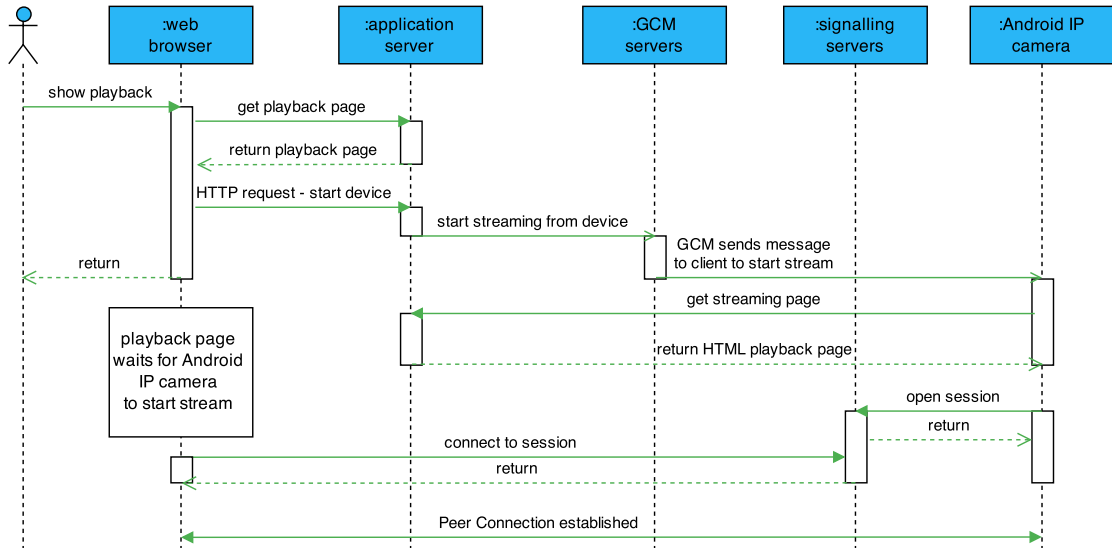 :web
browser
:application
server
:GCM
servers
:signalling
servers
:Android IP
camera
show playback
get playback page
return playback page
HTTP request - start device
start streaming from device
GCM sends message
to client to start stream
return
get streaming page
playback page
waits for Android
IP camera
to start stream
return HTML playback page
open session
return
connect to session
return
Peer Connection established